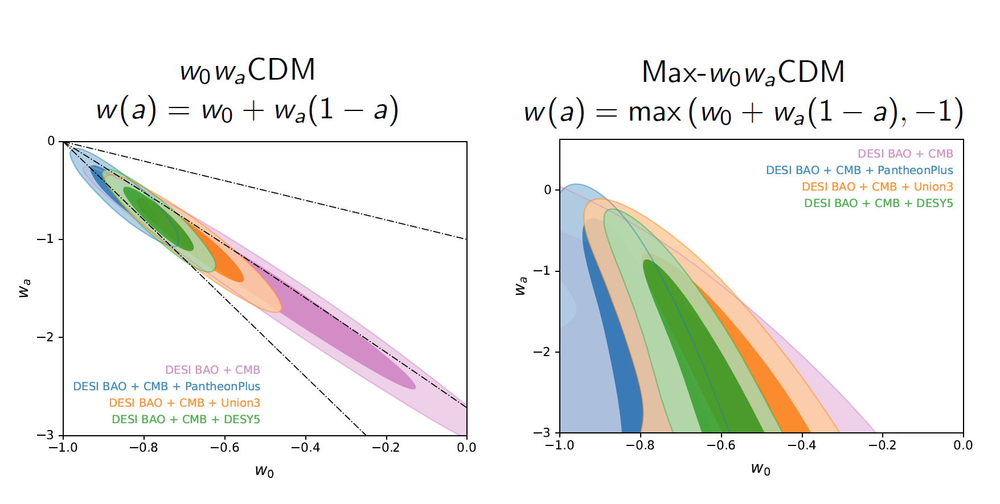 w₀wₐCDM
w(a) = w₀ + wₐ(1 − a)
0
−1
−2
−3
wₐ
DESI BAO + CMB
DESI BAO + CMB + PantheonPlus
DESI BAO + CMB + Union3
DESI BAO + CMB + DESY5
−1.0 −0.8 −0.6 −0.4 −0.2 0.0
w₀
Max-w₀wₐCDM
w(a) = max (w₀ + wₐ(1 − a), −1)
DESI BAO + CMB
DESI BAO + CMB + PantheonPlus
DESI BAO + CMB + Union3
DESI BAO + CMB + DESY5
0
−1
−2
−3
wₐ
−1.0 −0.8 −0.6 −0.4 −0.2 0.0
w₀